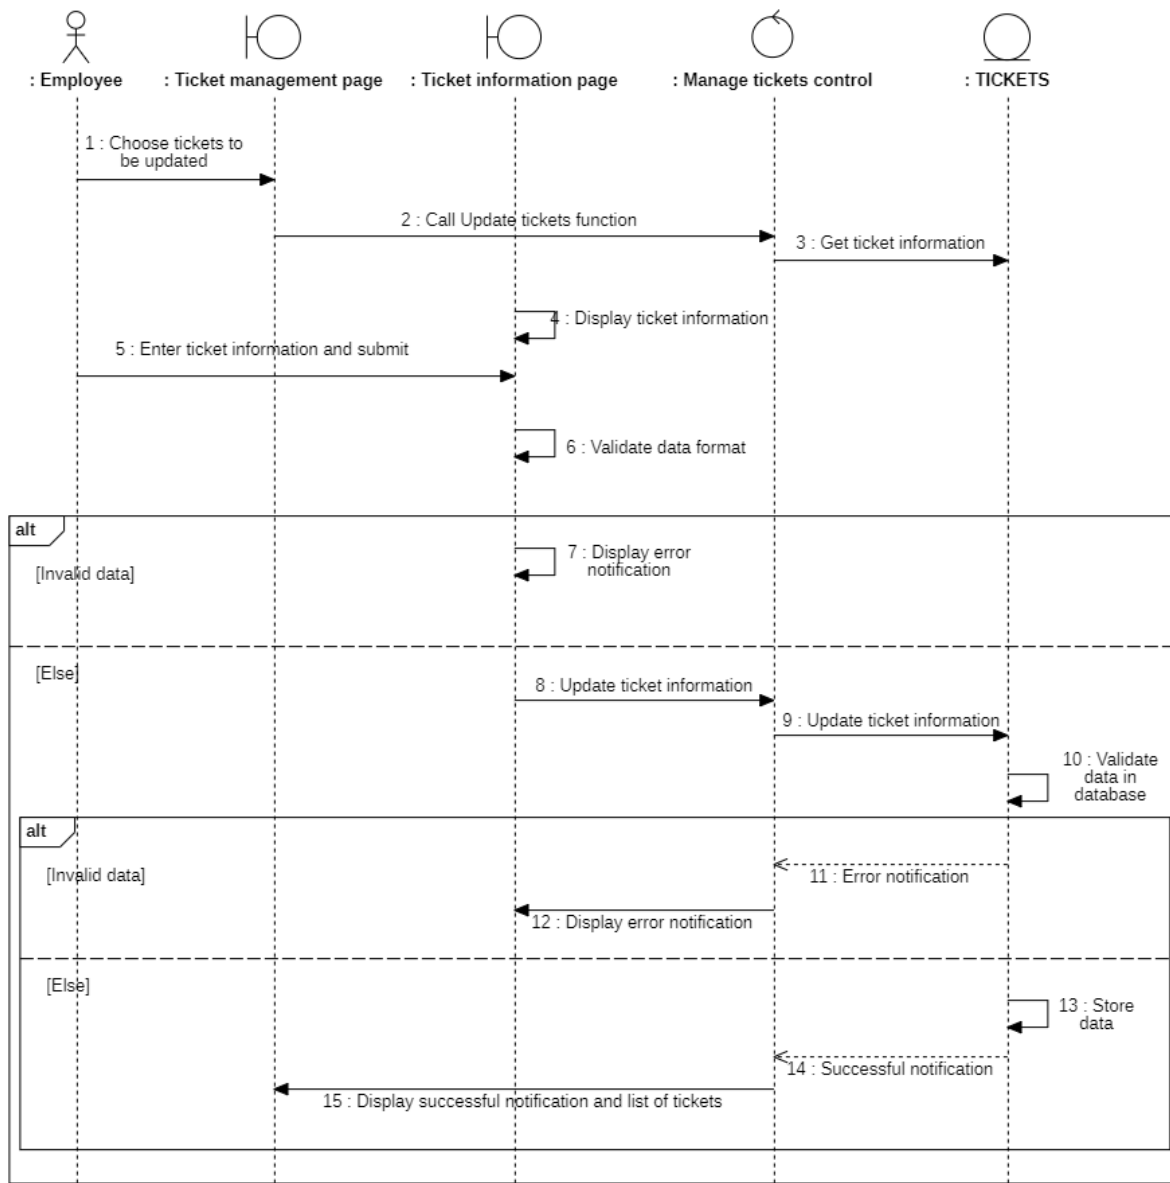 : Employee
: Ticket management page
: Ticket information page
: Manage tickets control
: TICKETS
1 : Choose tickets to
be updated
2 : Call Update tickets function
3 : Get ticket information
4 : Display ticket information
5 : Enter ticket information and submit
6 : Validate data format
alt
[Invalid data]
7 : Display error
notification
[Else]
8 : Update ticket information
9 : Update ticket information
10 : Validate
data in
database
alt
[Invalid data]
11 : Error notification
12 : Display error notification
[Else]
13 : Store
data
14 : Successful notification
15 : Display successful notification and list of tickets